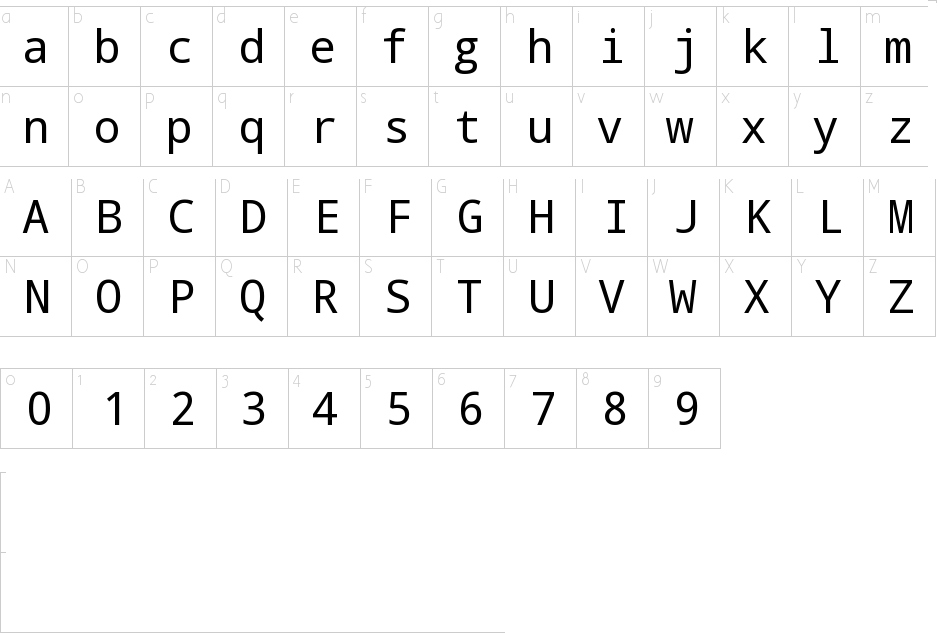 a b c d e f g h i j k l m
a b c d e f g h i j k l m
n o p q r s t u v w x y z
n o p q r s t u v w x y z
A B C D E F G H I J K L M
A B C D E F G H I J K L M
N O P Q R S T U V W X Y Z
N O P Q R S T U V W X Y Z
0 1 2 3 4 5 6 7 8 9
0 1 2 3 4 5 6 7 8 9